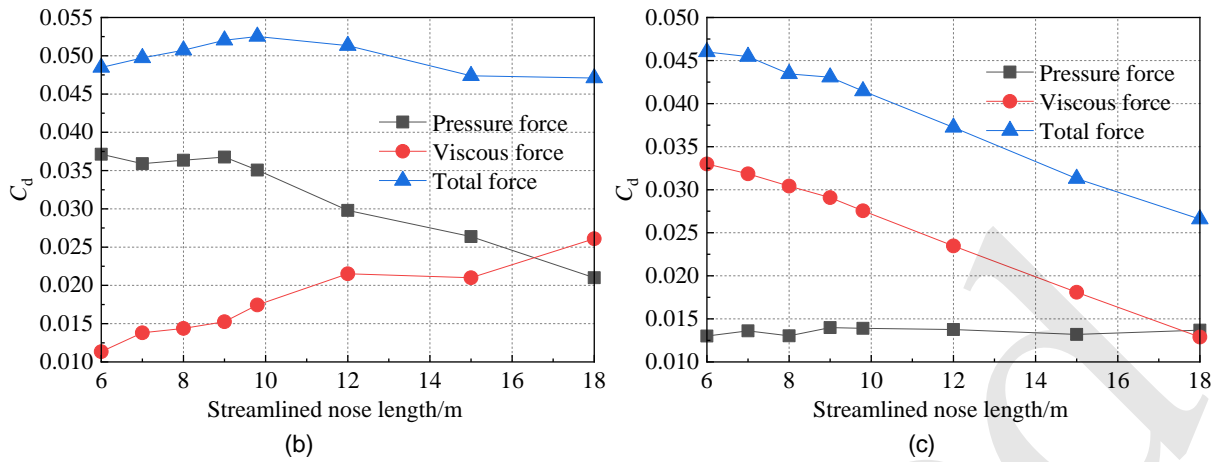 0.055
0.050
0.045
0.040
0.035
0.030
0.025
0.020
0.015
0.010
C_d
Pressure force
Viscous force
Total force
6 8 10 12 14 16 18
Streamlined nose length/m
(b)
0.050
0.045
0.040
0.035
0.030
0.025
0.020
0.015
0.010
C_d
Pressure force
Viscous force
Total force
6 8 10 12 14 16 18
Streamlined nose length/m
(c)